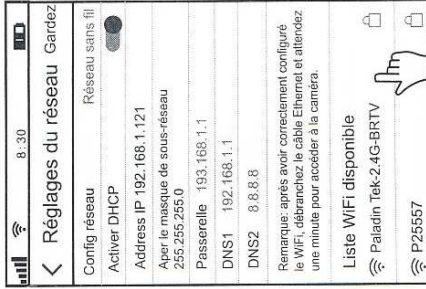 8:30
Réglages du réseau Gardez
Config réseau Réseau sans fil
Activer DHCP
Address IP 192.168.1.121
Aper le masque de sous-réseau
255.255.255.0
Passerelle 193.168.1.1
DNS1 192.168.1.1
DNS2 8.8.8.8
Remarque: après avoir correctement configuré
le WiFi, débranchez le câble Ethernet et attendez
une minute pour accéder à la caméra.
Liste WiFi disponible
Paladin Tek-2.4G-BRTV
P25557